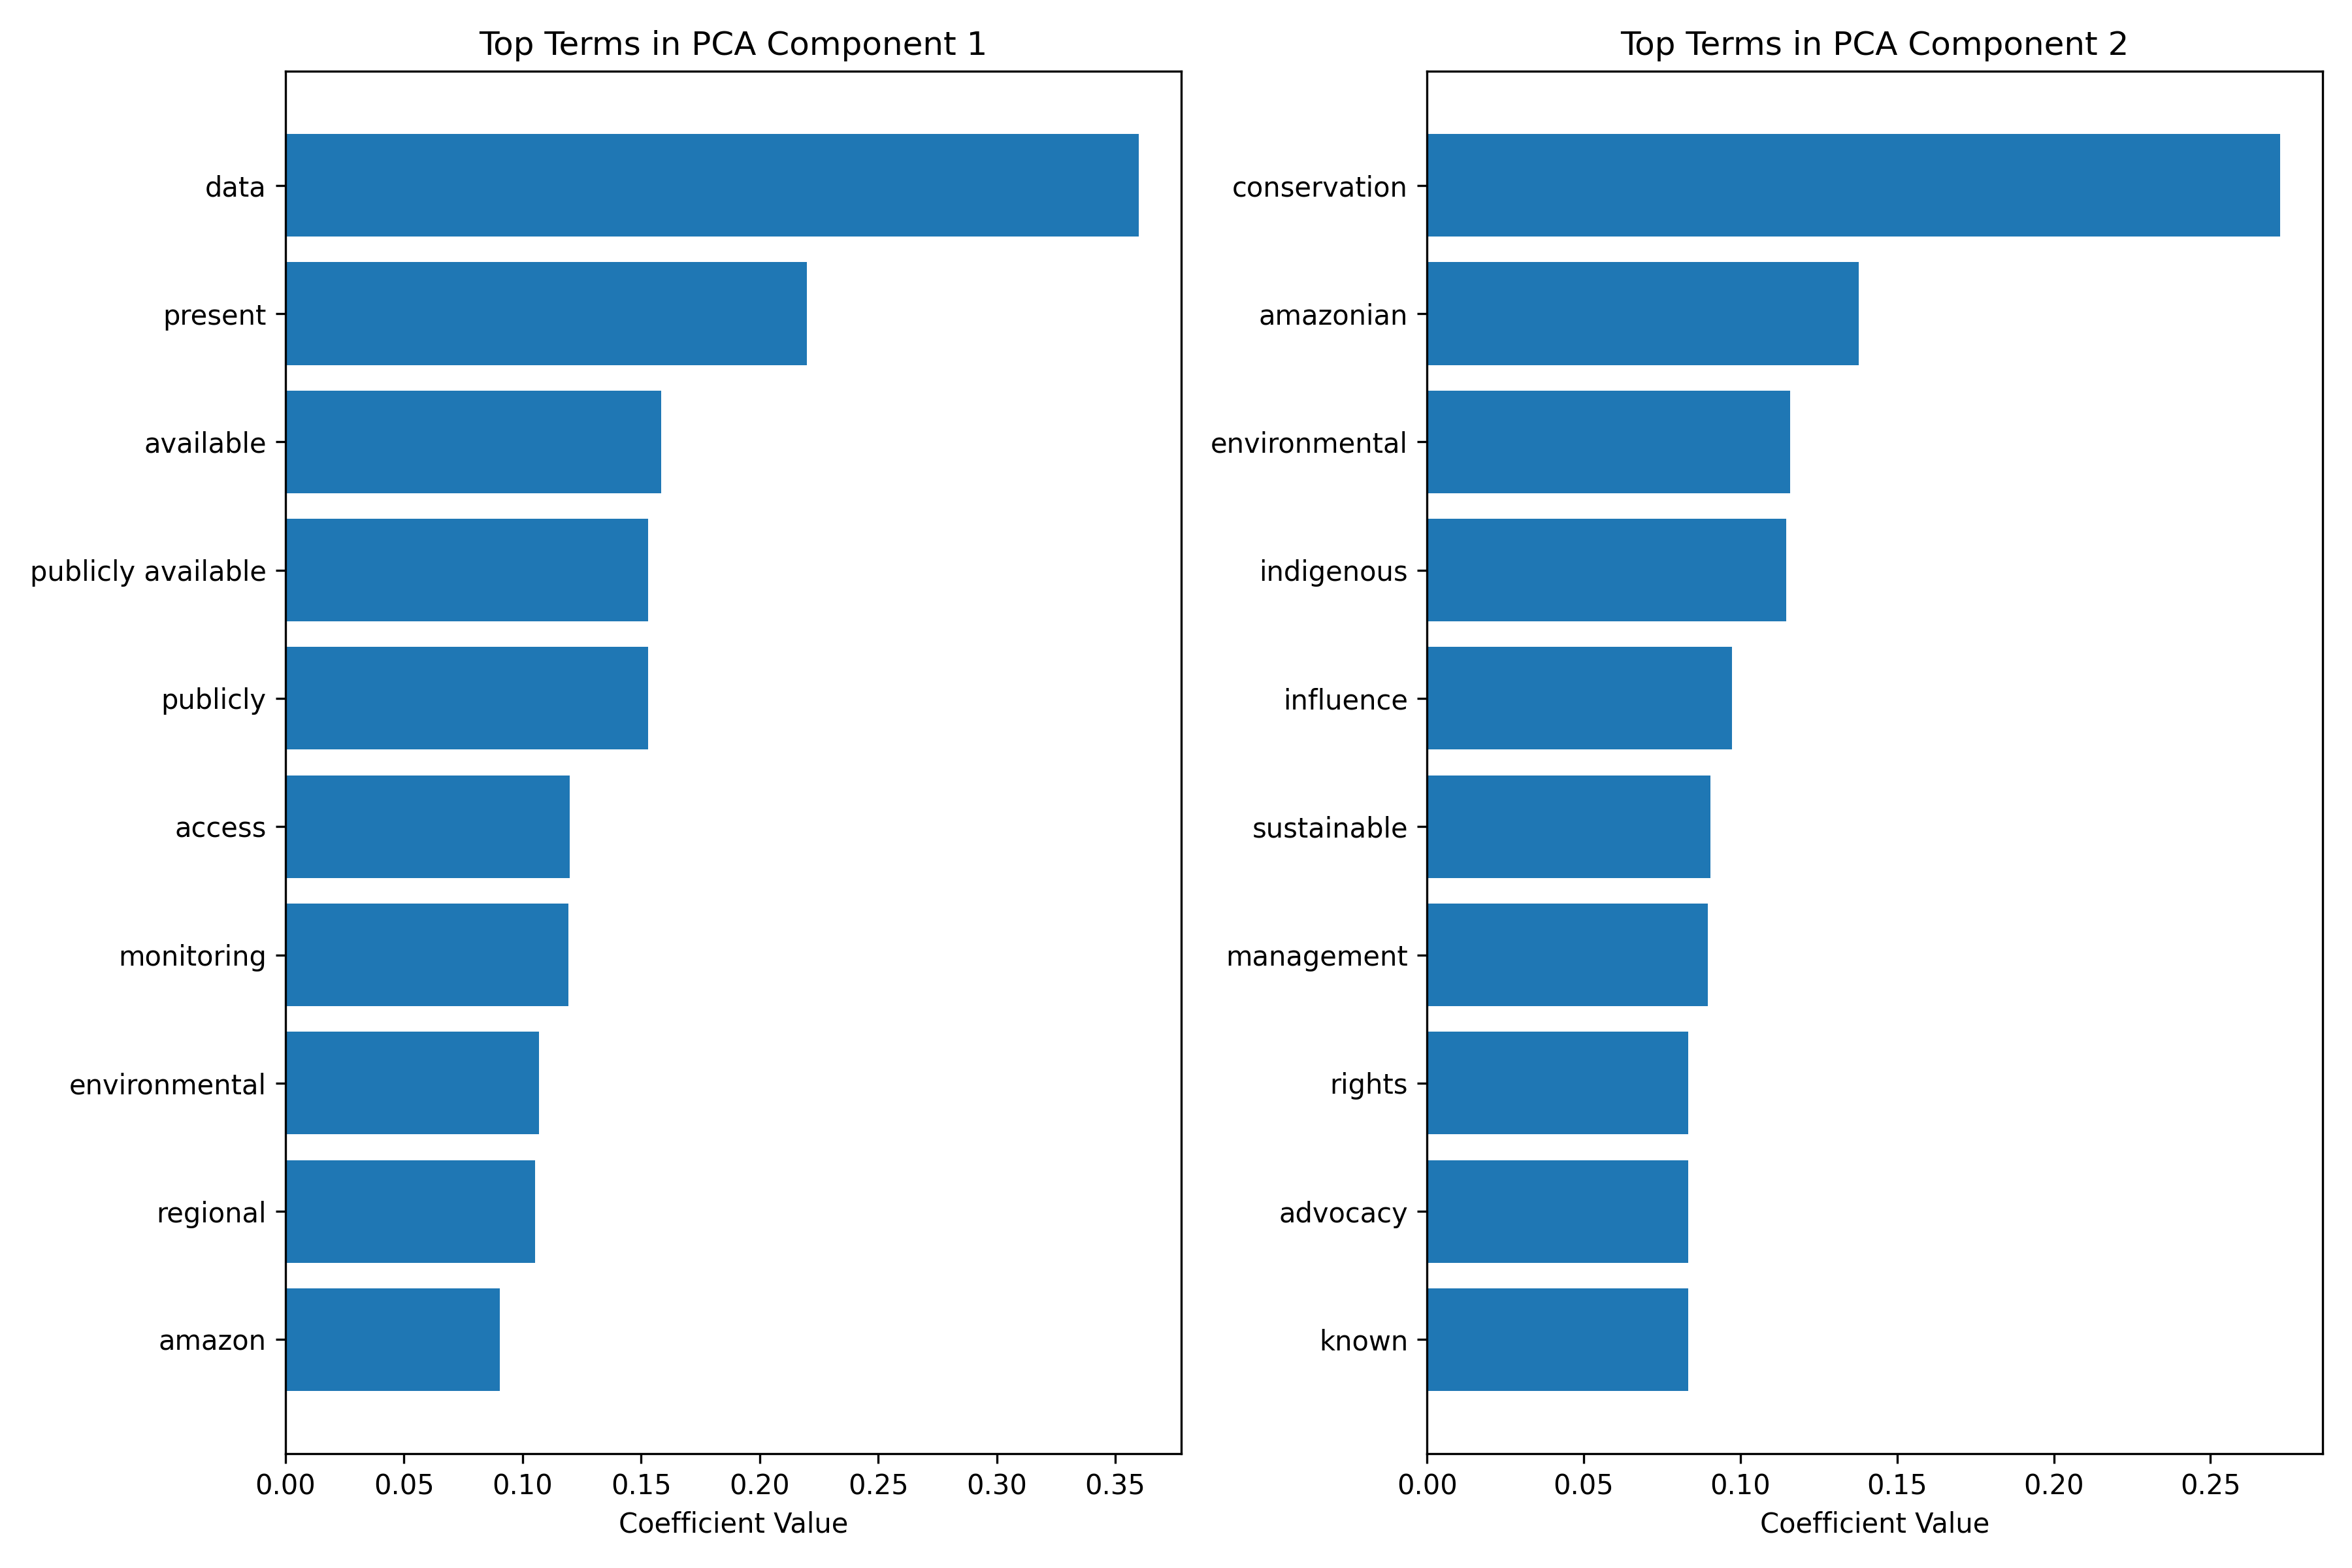 Top Terms in PCA Component 1
data
present
available
publicly available
publicly
access
monitoring
environmental
regional
amazon
0.00 0.05 0.10 0.15 0.20 0.25 0.30 0.35
Coefficient Value
Top Terms in PCA Component 2
conservation
amazonian
environmental
indigenous
influence
sustainable
management
rights
advocacy
known
0.00 0.05 0.10 0.15 0.20 0.25
Coefficient Value